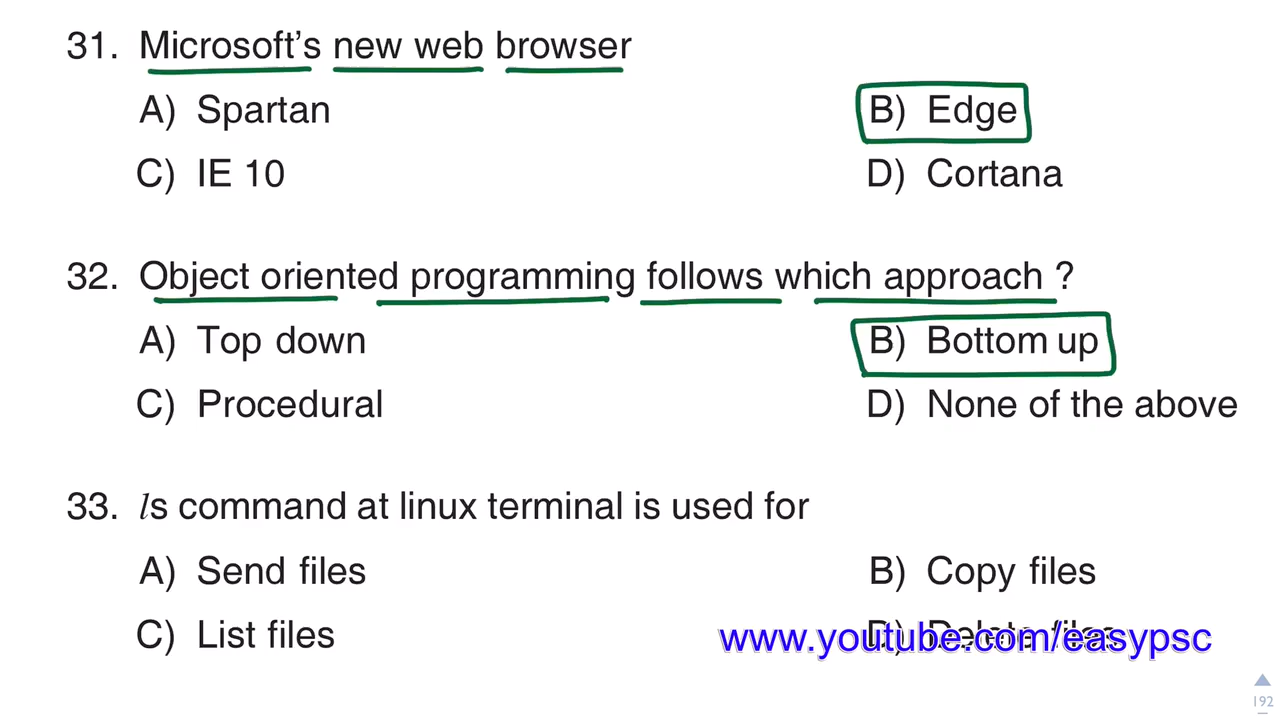 31. Microsoft's new web browser
A) Spartan B) Edge
C) IE 10 D) Cortana
32. Object oriented programming follows which approach ?
A) Top down B) Bottom up
C) Procedural D) None of the above
33. ls command at linux terminal is used for
A) Send files B) Copy files
C) List files D) Delete files
www.youtube.com/easypsc
192